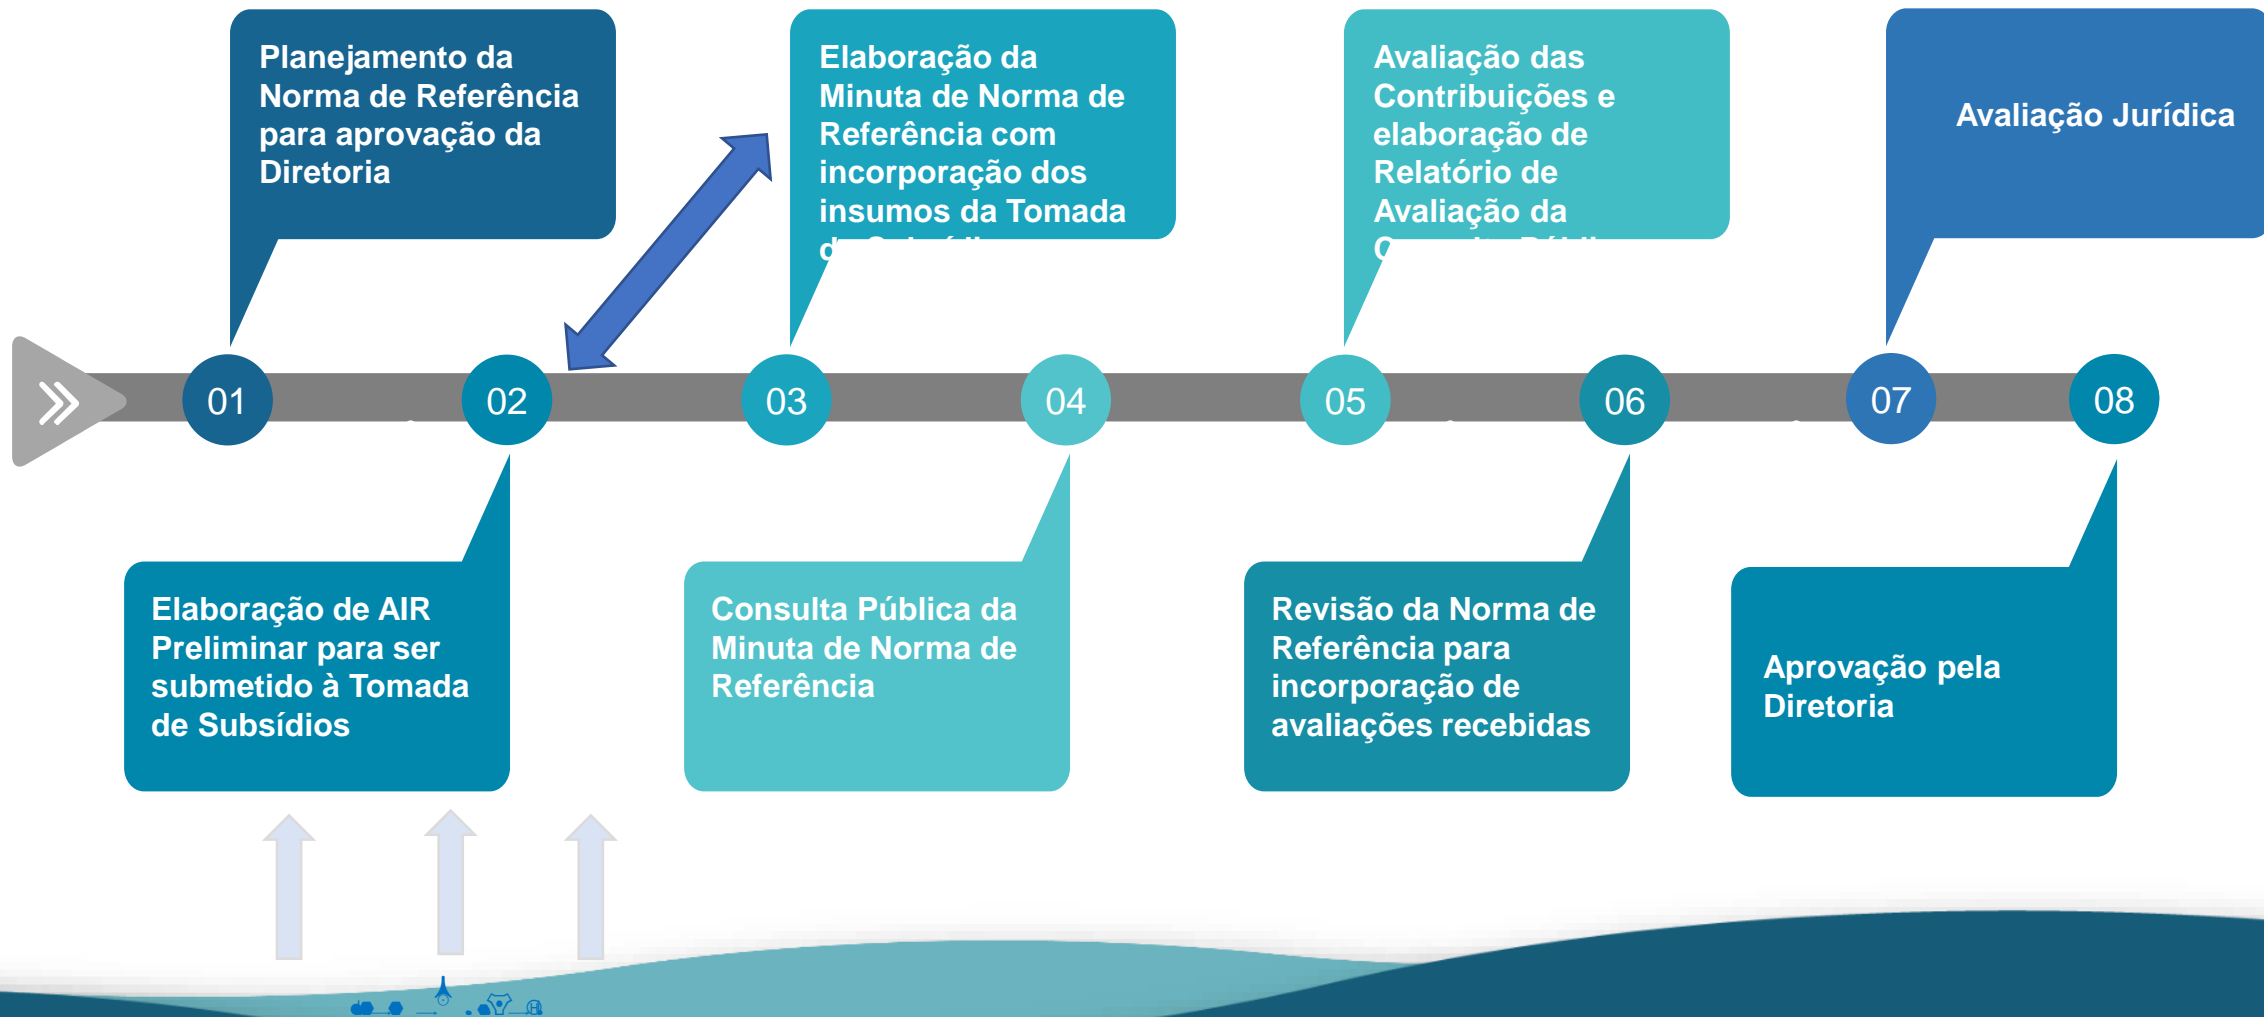 Planejamento da
Norma de Referência
para aprovação da
Diretoria
Elaboração da
Minuta de Norma de
Referência com
incorporação dos
insumos da Tomada
Avaliação das
Contribuições e
elaboração de
Relatório de
Avaliação da
Avaliação Jurídica
01
02
03
04
05
06
07
08
Elaboração de AIR
Preliminar para ser
submetido à Tomada
de Subsídios
Consulta Pública da
Minuta de Norma de
Referência
Revisão da Norma de
Referência para
incorporação de
avaliações recebidas
Aprovação pela
Diretoria